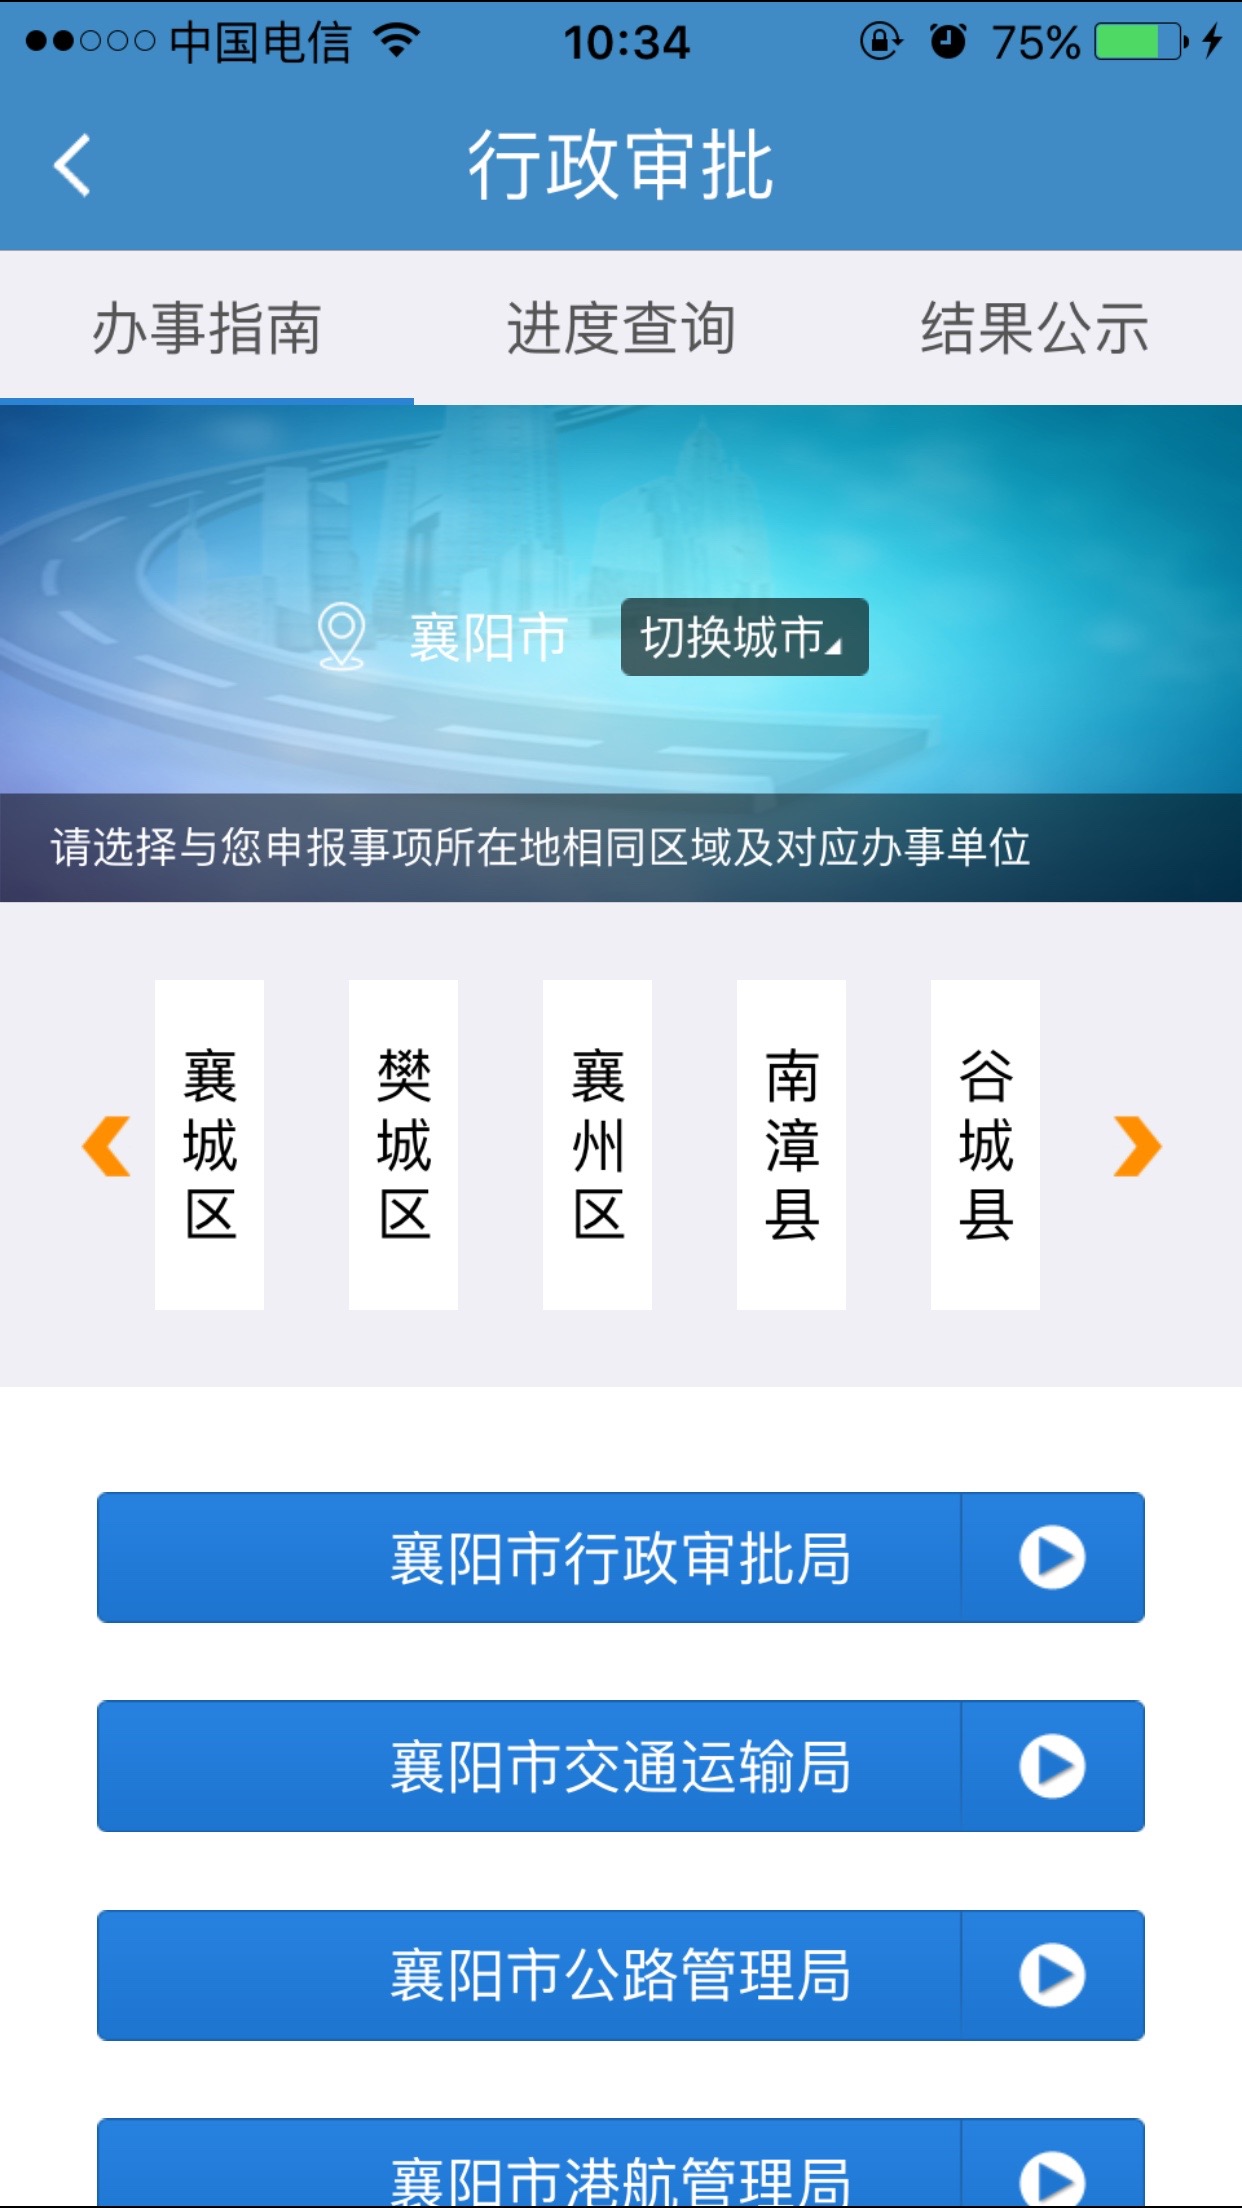 中国电信 10:34 75%
行政审批
办事指南 进度查询 结果公示
襄阳市 切换城市
请选择与您申报事项所在地相同区域及对应办事单位
襄城区
樊城区
襄州区
南漳县
谷城县
襄阳市行政审批局
襄阳市交通运输局
襄阳市公路管理局
襄阳市港航管理局